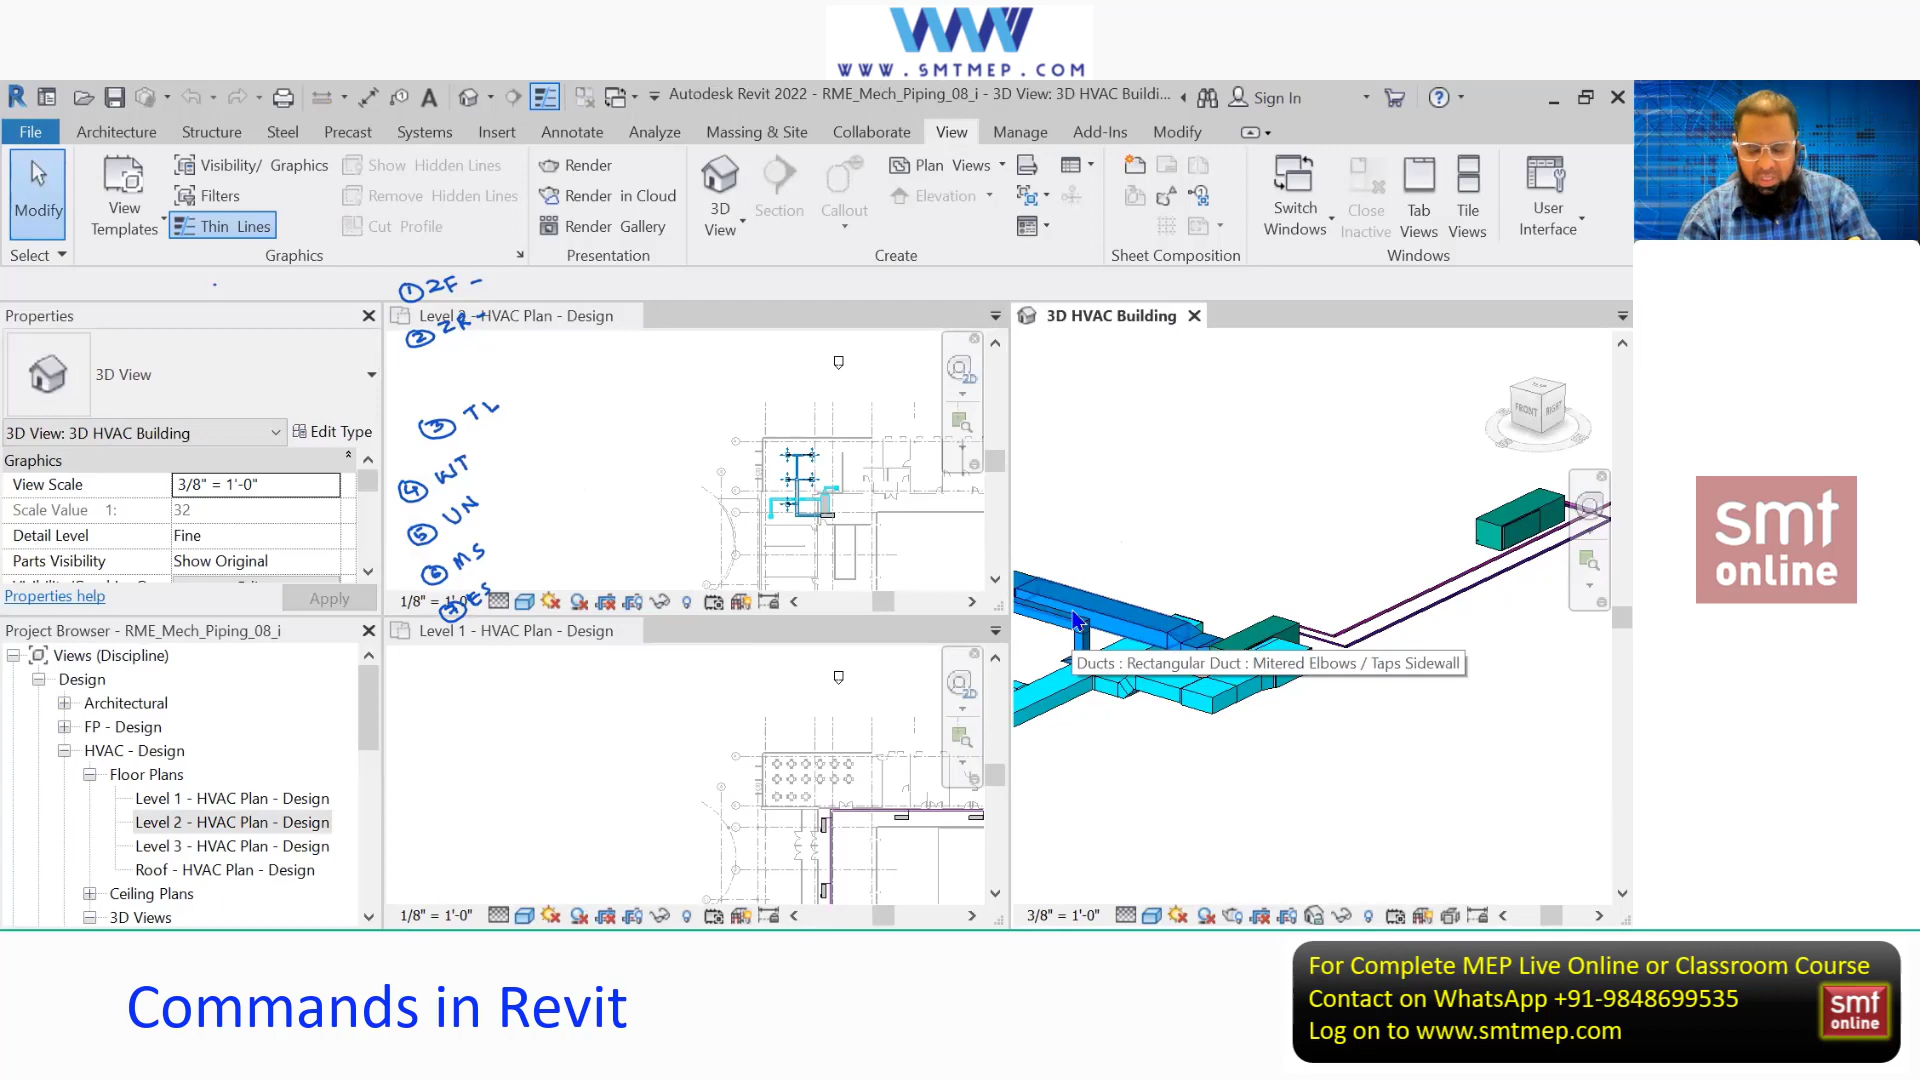 WWW.SMTMEP.COM
Autodesk Revit 2022 - RME_Mech_Piping_08_i - 3D View: 3D HVAC Buildi...
Sign In
File Architecture Structure Steel Precast Systems Insert Annotate Analyze Massing & Site Collaborate View Manage Add-Ins Modify
Modify
View Templates
Visibility/ Graphics
Filters
Thin Lines
Show Hidden Lines
Remove Hidden Lines
Cut Profile
Render
Render in Cloud
Render Gallery
3D View
Section
Callout
Plan Views
Elevation
Switch Windows
Close Inactive
Tab Views
Tile Views
User Interface
Select
Graphics
Presentation
Create
Sheet Composition
Windows
① ZF -
② ZR -
③ TL
④ WT
⑤ UN
⑥ MS
⑦ ES
Properties
3D View
3D View: 3D HVAC Building
Edit Type
Graphics
View Scale 3/8" = 1'-0"
Scale Value 1: 32
Detail Level Fine
Parts Visibility Show Original
Properties help
Apply
Project Browser - RME_Mech_Piping_08_i
Views (Discipline)
Design
Architectural
FP - Design
HVAC - Design
Floor Plans
Level 1 - HVAC Plan - Design
Level 2 - HVAC Plan - Design
Level 3 - HVAC Plan - Design
Roof - HVAC Plan - Design
Ceiling Plans
3D Views
Level 2 - HVAC Plan - Design
2D
1/8" = 1'-0"
Level 1 - HVAC Plan - Design
2D
1/8" = 1'-0"
3D HVAC Building
FRONT
RIGHT
Ducts : Rectangular Duct : Mitered Elbows / Taps Sidewall
3/8" = 1'-0"
smt
online
Commands in Revit
For Complete MEP Live Online or Classroom Course
Contact on WhatsApp +91-9848699535
Log on to www.smtmep.com
smt
online